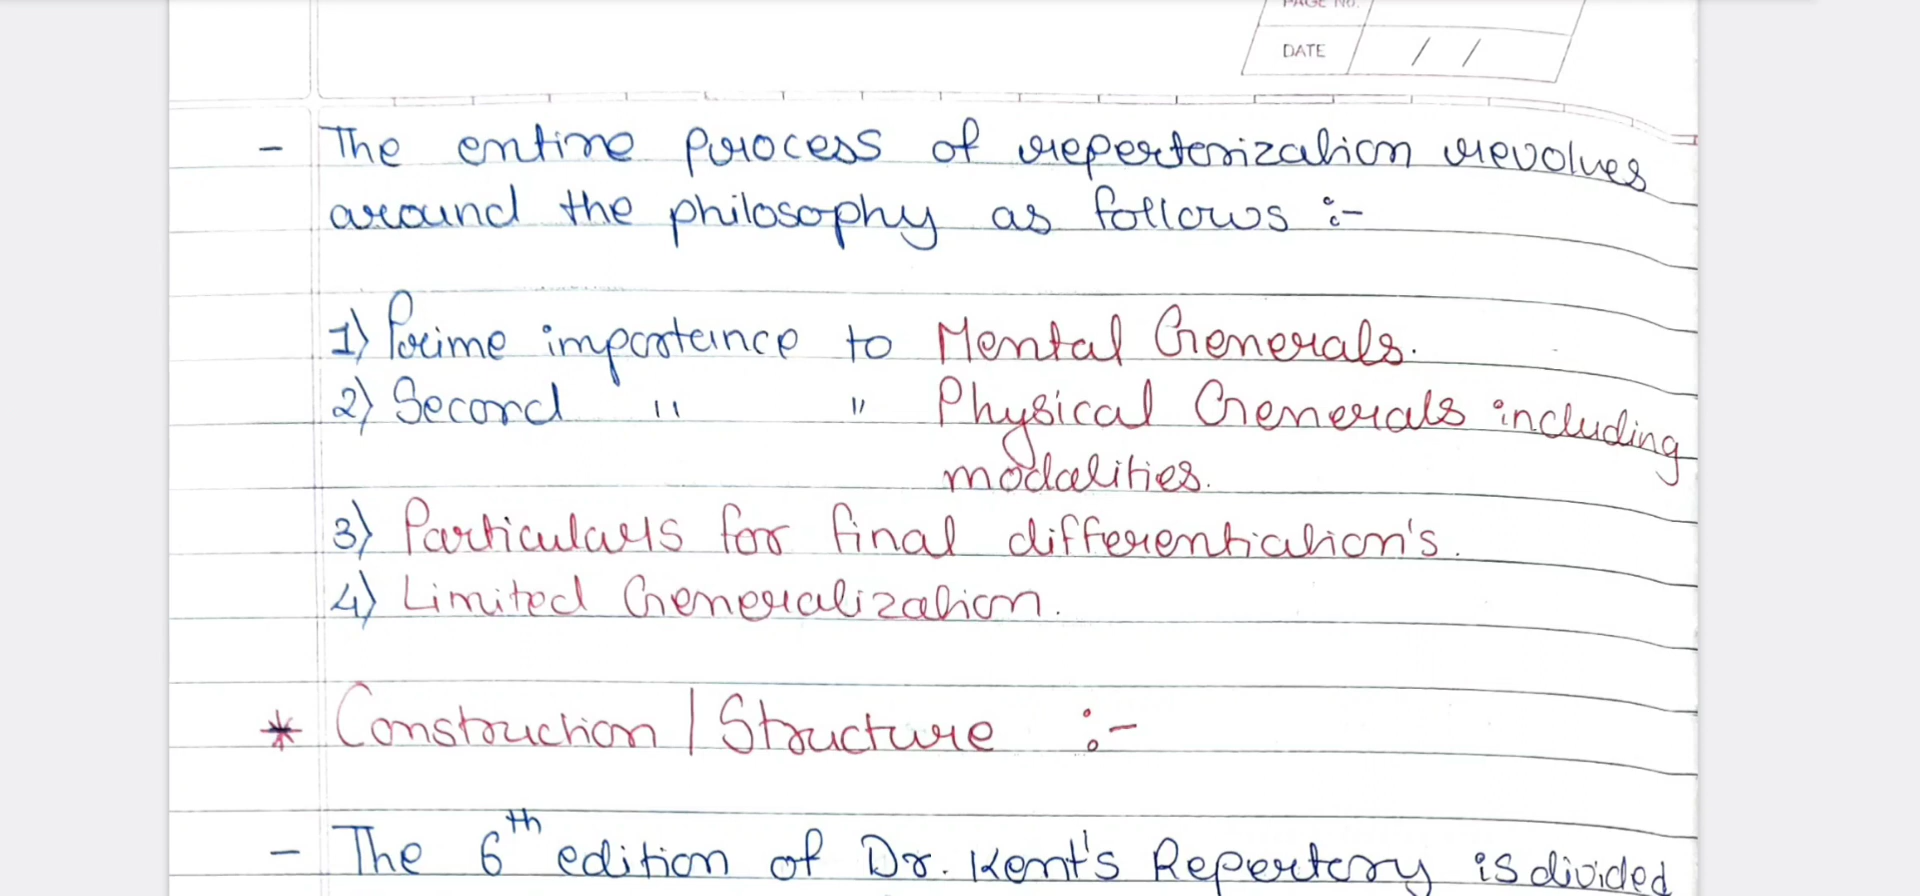 PAGE NO.
DATE / /
- The entire process of repertorization revolves
around the philosophy as follows :-
1) Prime importance to Mental Generals.
2) Second " " Physical Generals including
modalities.
3) Particulars for final differentiation's.
4) Limited Generalization.
* Construction / Structure :-
- The 6th edition of Dr. Kent's Repertory is divided